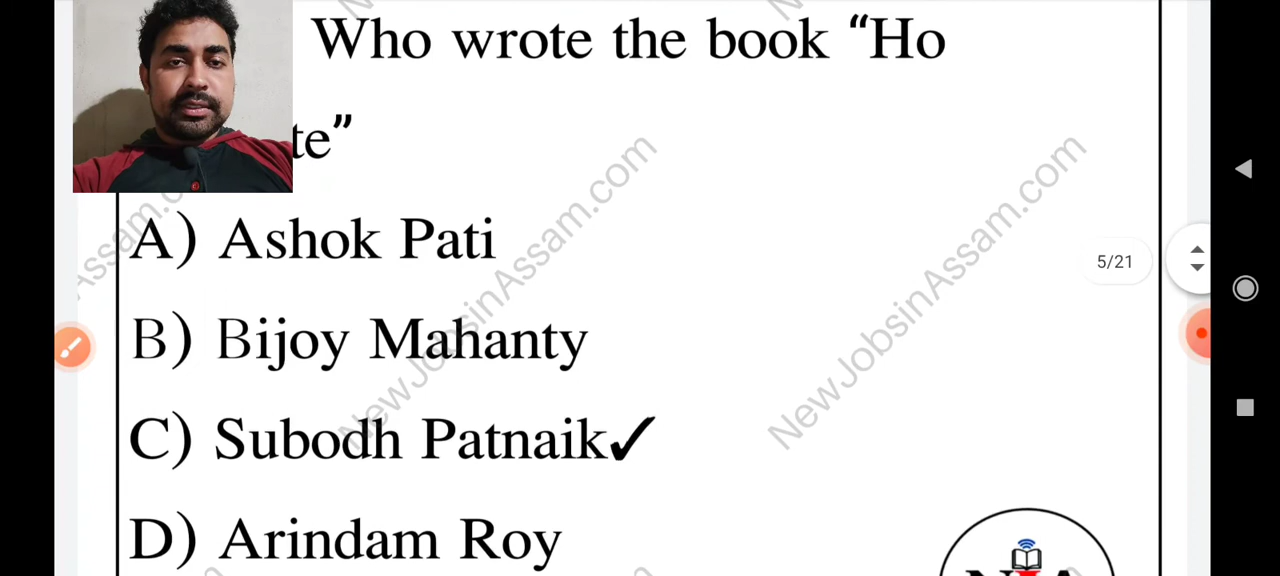 Who wrote the book “Ho
te”
A) Ashok Pati
B) Bijoy Mahanty
C) Subodh Patnaik✓
D) Arindam Roy
5/21
NewJobsinAssam.com
NewJobsinAssam.com
Assam.c